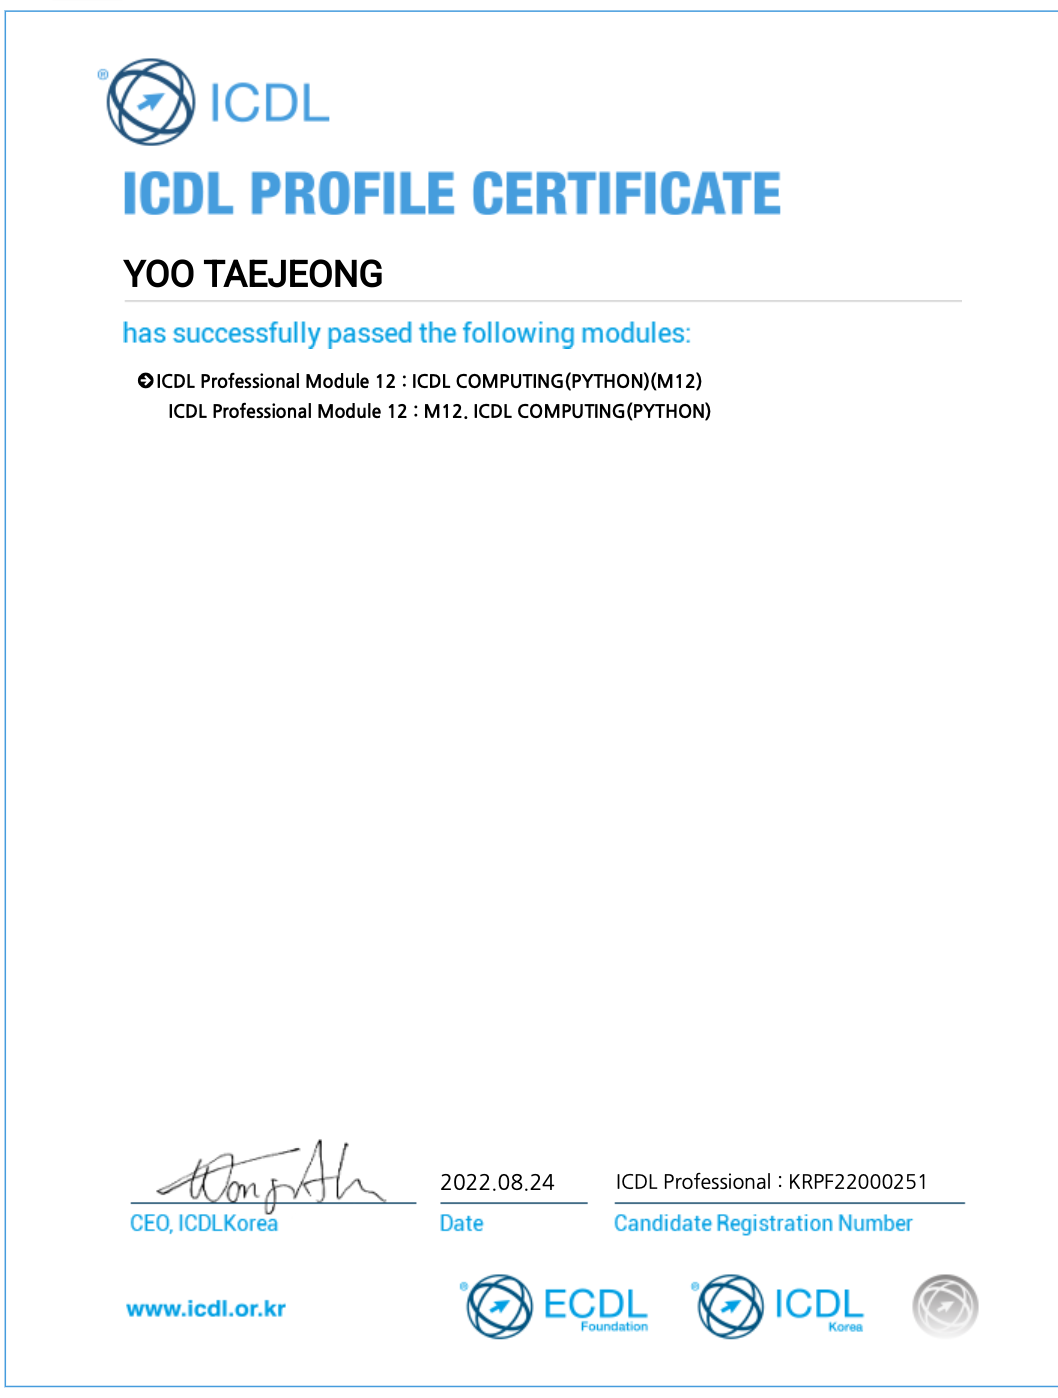 ® ICDL
ICDL PROFILE CERTIFICATE
YOO TAEJEONG
has successfully passed the following modules:
ICDL Professional Module 12 : ICDL COMPUTING(PYTHON)(M12)
ICDL Professional Module 12 : M12. ICDL COMPUTING(PYTHON)
2022.08.24
ICDL Professional : KRPF22000251
CEO, ICDLKorea
Date
Candidate Registration Number
www.icdl.or.kr
® ECDL
Foundation
® ICDL
Korea